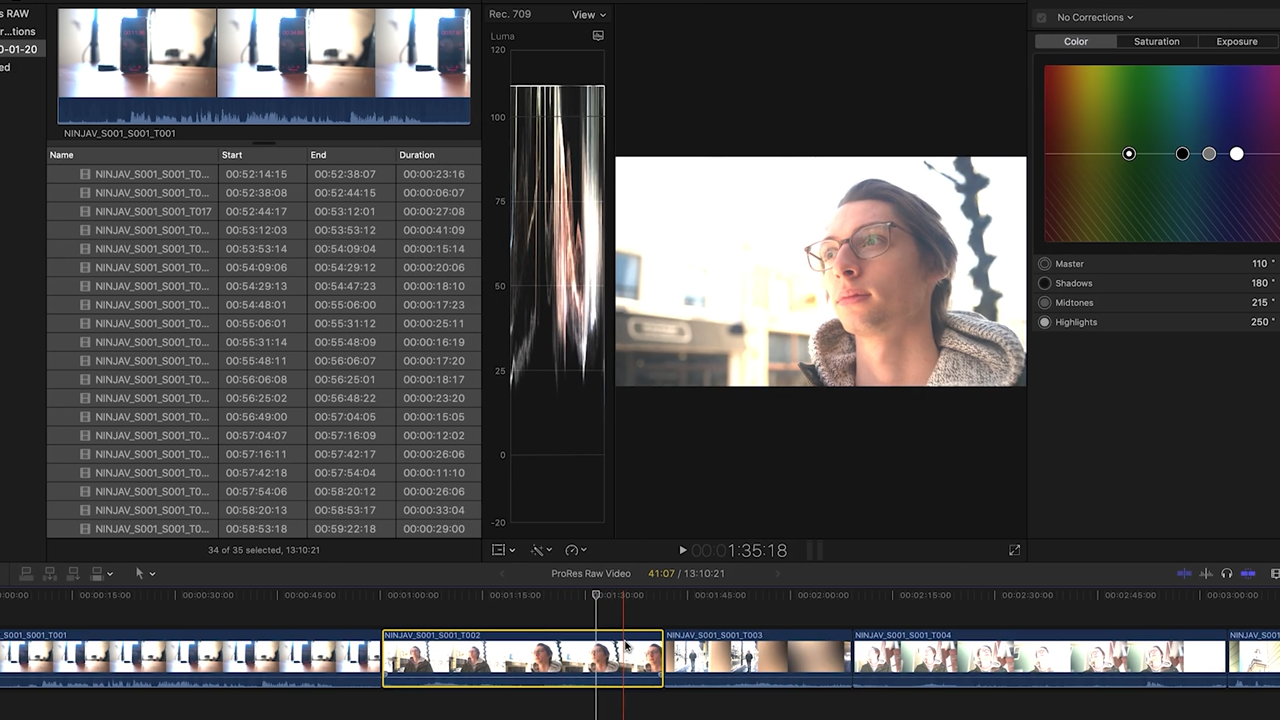 s RAW
r...tions
0-01-20
ed
NINJAV_S001_S001_T001
Name Start End Duration
NINJAV_S001_S001_T0... 00:52:14:15 00:52:38:07 00:00:23:16
NINJAV_S001_S001_T0... 00:52:38:08 00:52:44:15 00:00:06:07
NINJAV_S001_S001_T017 00:52:44:17 00:53:12:01 00:00:27:08
NINJAV_S001_S001_T0... 00:53:12:03 00:53:53:12 00:00:41:09
NINJAV_S001_S001_T0... 00:53:53:14 00:54:09:04 00:00:15:14
NINJAV_S001_S001_T0... 00:54:09:06 00:54:29:12 00:00:20:06
NINJAV_S001_S001_T0... 00:54:29:13 00:54:47:23 00:00:18:10
NINJAV_S001_S001_T0... 00:54:48:01 00:55:06:00 00:00:17:23
NINJAV_S001_S001_T0... 00:55:06:01 00:55:31:12 00:00:25:11
NINJAV_S001_S001_T0... 00:55:31:14 00:55:48:09 00:00:16:19
NINJAV_S001_S001_T0... 00:55:48:11 00:56:06:07 00:00:17:20
NINJAV_S001_S001_T0... 00:56:06:08 00:56:25:01 00:00:18:17
NINJAV_S001_S001_T0... 00:56:25:02 00:56:48:22 00:00:23:20
NINJAV_S001_S001_T0... 00:56:49:00 00:57:04:05 00:00:15:05
NINJAV_S001_S001_T0... 00:57:04:07 00:57:16:09 00:00:12:02
NINJAV_S001_S001_T0... 00:57:16:11 00:57:42:17 00:00:26:06
NINJAV_S001_S001_T0... 00:57:42:18 00:57:54:04 00:00:11:10
NINJAV_S001_S001_T0... 00:57:54:06 00:58:20:12 00:00:26:06
NINJAV_S001_S001_T0... 00:58:20:13 00:58:53:17 00:00:33:04
NINJAV_S001_S001_T0... 00:58:53:18 00:59:22:18 00:00:29:00
34 of 35 selected, 13:10:21
Rec. 709 View
Luma
120
100
75
50
25
0
-20
00:01:35:18
No Corrections
Color Saturation Exposure
Master 110 °
Shadows 180 °
Midtones 215 °
Highlights 250 °
ProRes Raw Video 41:07 / 13:10:21
00:00 00:00:15:00 00:00:30:00 00:00:45:00 00:01:00:00 00:01:15:00 00:01:30:00 00:01:45:00 00:02:00:00 00:02:15:00 00:02:30:00 00:02:45:00 00:03:00:00
_S001_S001_T001 NINJAV_S001_S001_T002 NINJAV_S001_S001_T003 NINJAV_S001_S001_T004 NINJAV_S001